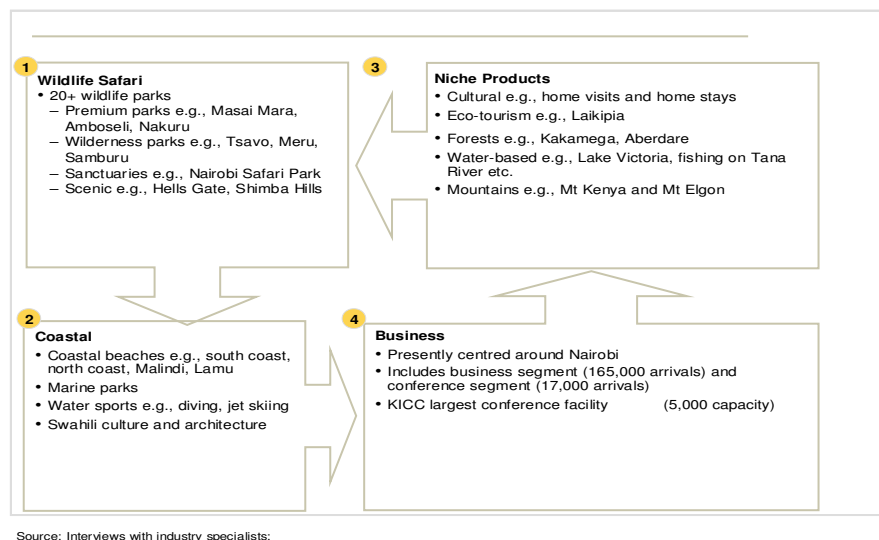 1
Wildlife Safari
• 20+ wildlife parks
– Premium parks e.g., Masai Mara,
Amboseli, Nakuru
– Wilderness parks e.g., Tsavo, Meru,
Samburu
– Sanctuaries e.g., Nairobi Safari Park
– Scenic e.g., Hells Gate, Shimba Hills
2
Coastal
• Coastal beaches e.g., south coast,
north coast, Malindi, Lamu
• Marine parks
• Water sports e.g., diving, jet skiing
• Swahili culture and architecture
3
Niche Products
• Cultural e.g., home visits and home stays
• Eco-tourism e.g., Laikipia
• Forests e.g., Kakamega, Aberdare
• Water-based e.g., Lake Victoria, fishing on Tana
River etc.
• Mountains e.g., Mt Kenya and Mt Elgon
4
Business
• Presently centred around Nairobi
• Includes business segment (165,000 arrivals) and
conference segment (17,000 arrivals)
• KICC largest conference facility (5,000 capacity)
Source: Interviews with industry specialists;